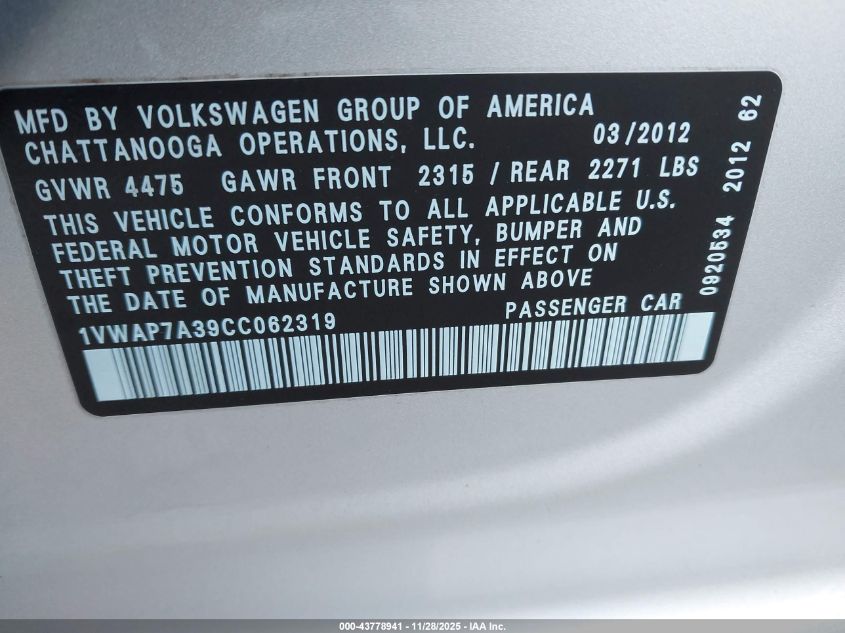 MFD BY VOLKSWAGEN GROUP OF AMERICA
CHATTANOOGA OPERATIONS, LLC. 03/2012
GVWR 4475 GAWR FRONT 2315 / REAR 2271 LBS
THIS VEHICLE CONFORMS TO ALL APPLICABLE U.S.
FEDERAL MOTOR VEHICLE SAFETY, BUMPER AND
THEFT PREVENTION STANDARDS IN EFFECT ON
THE DATE OF MANUFACTURE SHOWN ABOVE
1VWAP7A39CC062319 PASSENGER CAR
0920534 2012 62
000-43778941 - 11/28/2025 - IAA Inc.